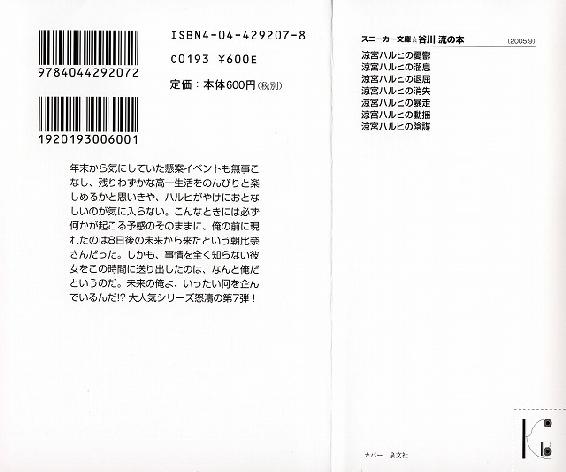 ISBN4-04-429207-8
C0193 ¥600E
定価：本体600円(税別)
9784044292072
1920193006001
年末から気にしていた懸案イベントも無事こ
なし、残りわずかな高一生活をのんびりと楽
しめるかと思いきや、ハルヒがやけにおとな
しいのが気に入らない。こんなときには必ず
何かが起こる予感のそのままに、俺の前に現
れたのは8日後の未来から来たという朝比奈
さんだった。しかも、事情を全く知らない彼
女をこの時間に送り出したのは、なんと俺だ
というのだ。未来の俺よ、いったい何を企ん
でいるんだ!? 大人気シリーズ怒濤の第7弾！
スニーカー文庫 谷川 流の本
(2005.9)
涼宮ハルヒの憂鬱
涼宮ハルヒの溜息
涼宮ハルヒの退屈
涼宮ハルヒの消失
涼宮ハルヒの暴走
涼宮ハルヒの動揺
涼宮ハルヒの陰謀
カバー 暁文社